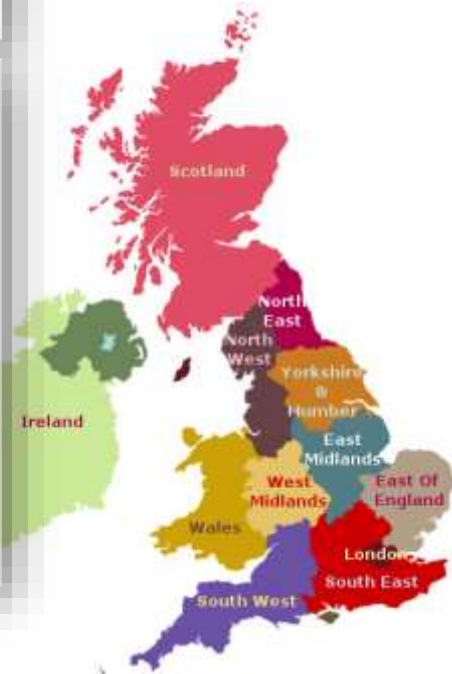 Scotland
North
East
North
West
Yorkshire
&
Humber
Ireland
East
Midlands
West
Midlands
East Of
England
Wales
London
South East
South West